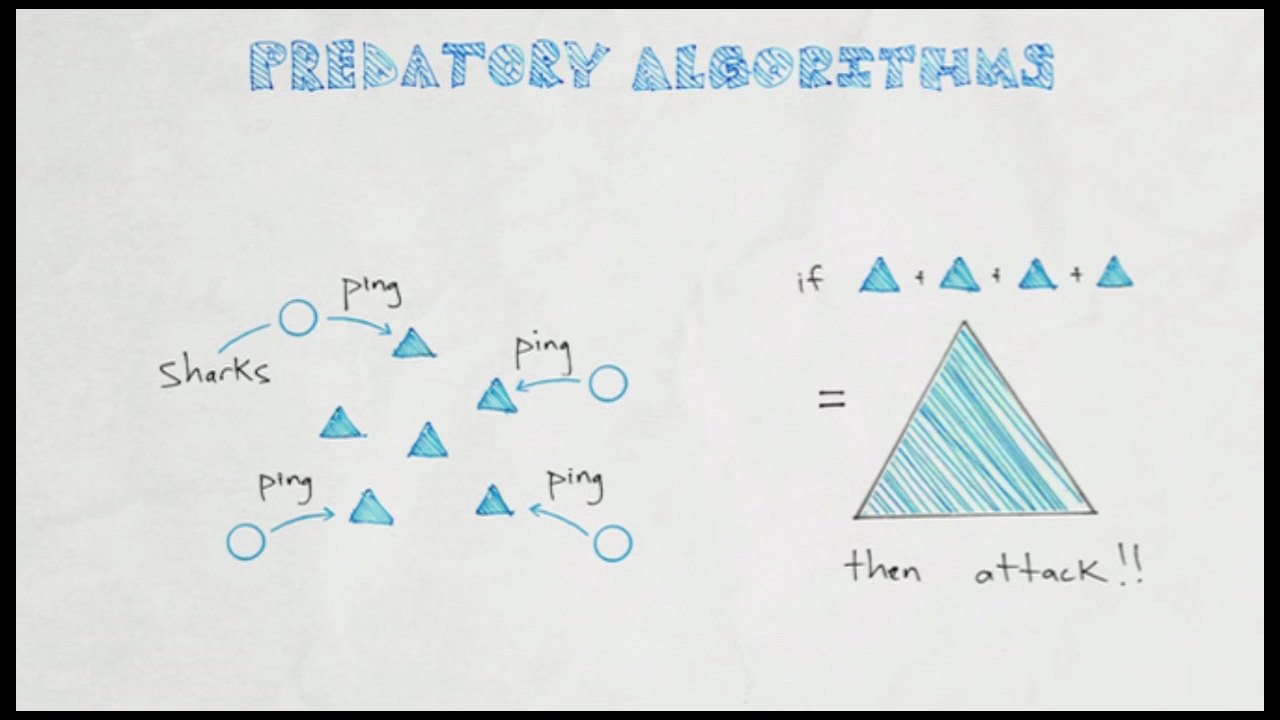 PREDATORY ALGORITHMS
ping
Sharks
ping
ping
ping
if + + +
=
then attack!!